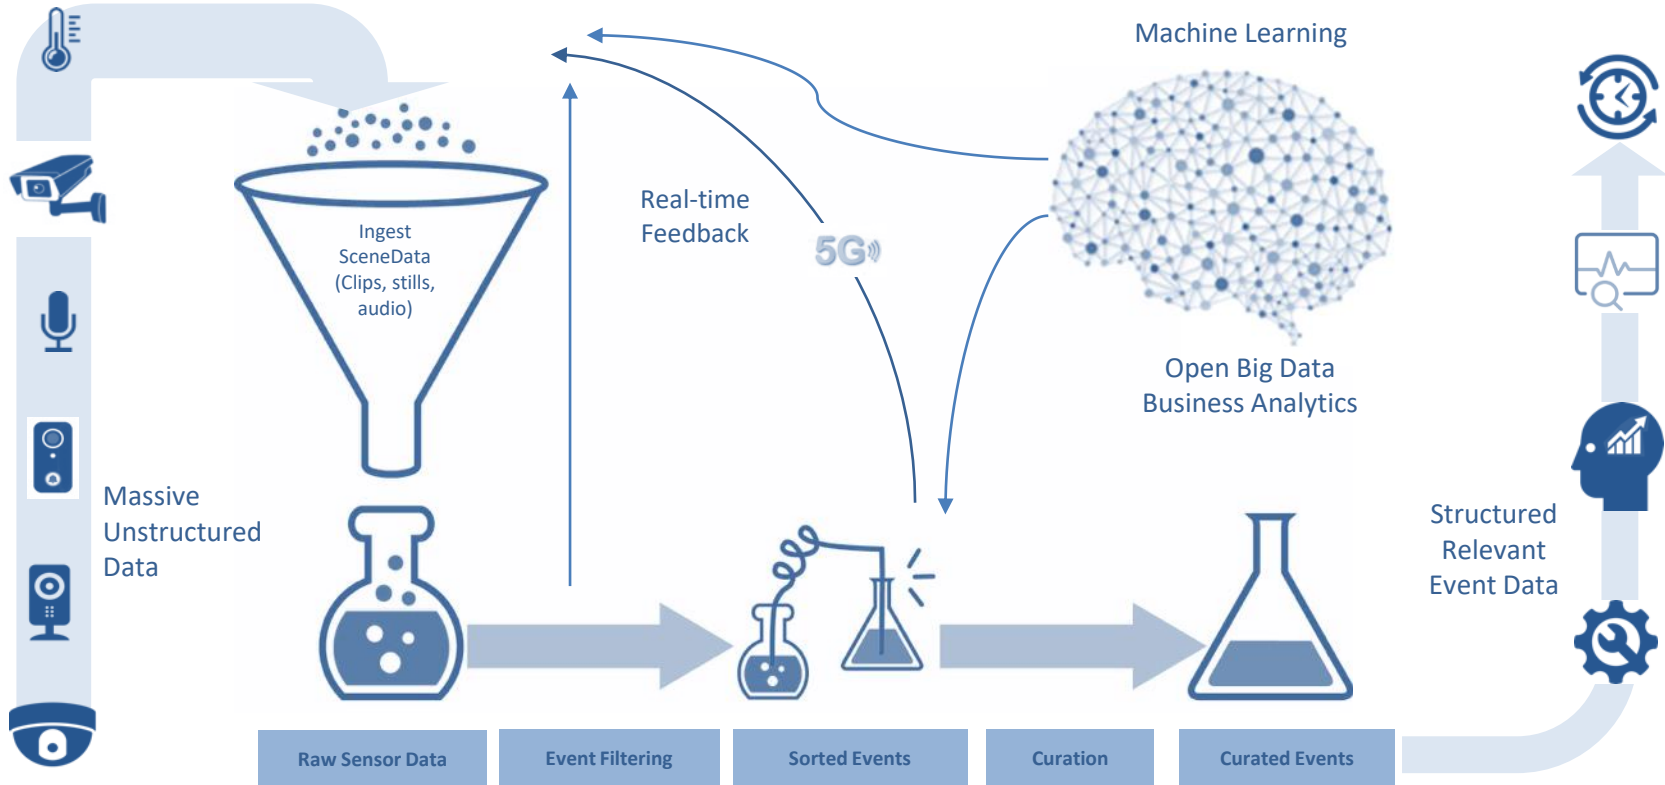 Machine Learning
Real-time
Feedback
Ingest
SceneData
(Clips, stills,
audio)
5G
Open Big Data
Business Analytics
Massive
Unstructured
Data
Structured
Relevant
Event Data
Raw Sensor Data
Event Filtering
Sorted Events
Curation
Curated Events